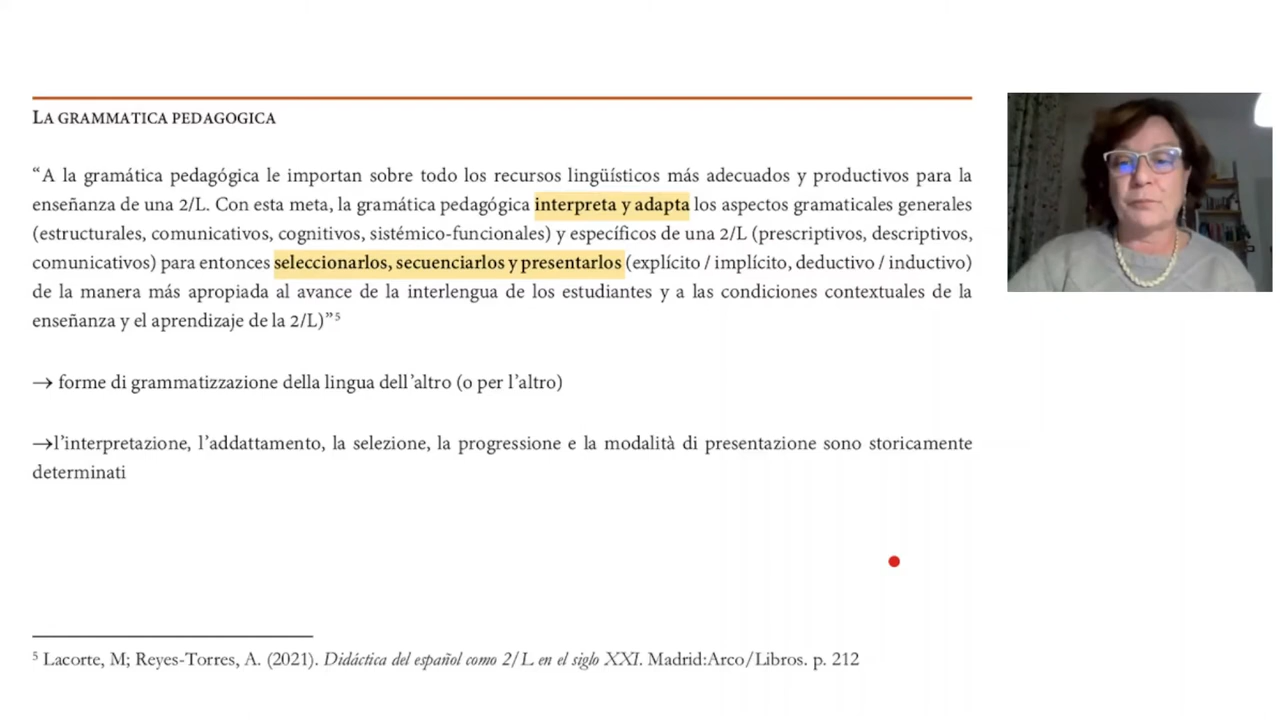 LA GRAMMATICA PEDAGOGICA
“A la gramática pedagógica le importan sobre todo los recursos lingüísticos más adecuados y productivos para la
enseñanza de una 2/L. Con esta meta, la gramática pedagógica interpreta y adapta los aspectos gramaticales generales
(estructurales, comunicativos, cognitivos, sistémico-funcionales) y específicos de una 2/L (prescriptivos, descriptivos,
comunicativos) para entonces seleccionarlos, secuenciarlos y presentarlos (explícito / implícito, deductivo / inductivo)
de la manera más apropiada al avance de la interlengua de los estudiantes y a las condiciones contextuales de la
enseñanza y el aprendizaje de la 2/L)”⁵
→ forme di grammatizzazione della lingua dell’altro (o per l’altro)
→l’interpretazione, l’addattamento, la selezione, la progressione e la modalità di presentazione sono storicamente
determinati
⁵ Lacorte, M; Reyes-Torres, A. (2021). Didáctica del español como 2/L en el siglo XXI. Madrid:Arco/Libros. p. 212